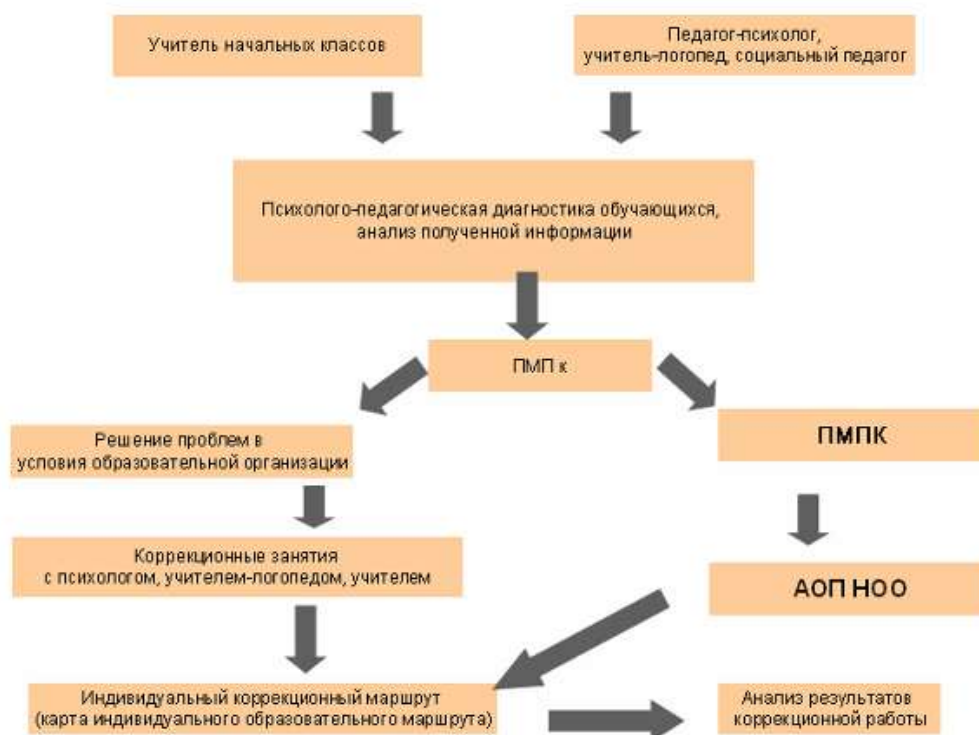 Учитель начальных классов
Педагог-психолог,
учитель-логопед, социальный педагог
Психолого-педагогическая диагностика обучающихся,
анализ полученной информации
ПМП к
Решение проблем в
условия образовательной организации
ПМПК
Коррекционные занятия
с психологом, учителем-логопедом, учителем
АОП НОО
Индивидуальный коррекционный маршрут
(карта индивидуального образовательного маршрута)
Анализ результатов
коррекционной работы